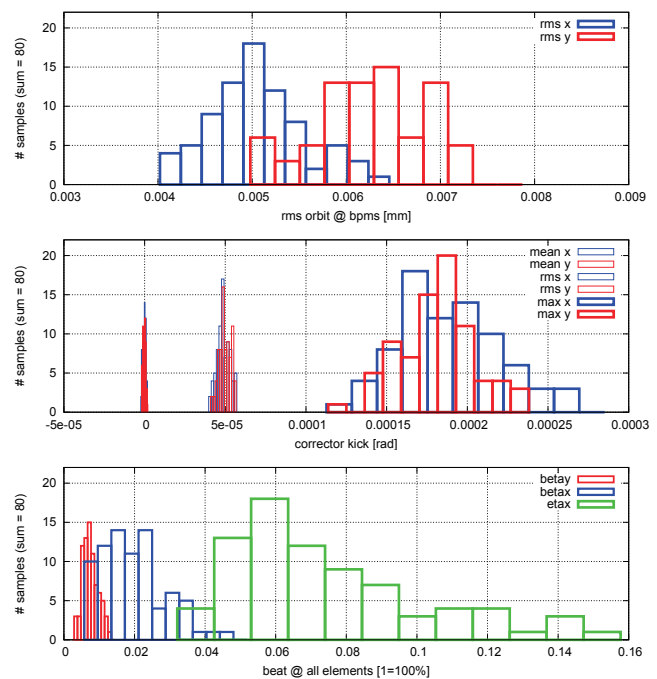 # samples (sum = 80)
20
15
10
5
0
rms x
rms y
0.003 0.004 0.005 0.006 0.007 0.008 0.009
rms orbit @ bpms [mm]
# samples (sum = 80)
20
15
10
5
0
mean x
mean y
rms x
rms y
max x
max y
-5e-05 0 5e-05 0.0001 0.00015 0.0002 0.00025 0.0003
corrector kick [rad]
# samples (sum = 80)
20
15
10
5
0
betay
betax
etax
0 0.02 0.04 0.06 0.08 0.1 0.12 0.14 0.16
beat @ all elements [1=100%]